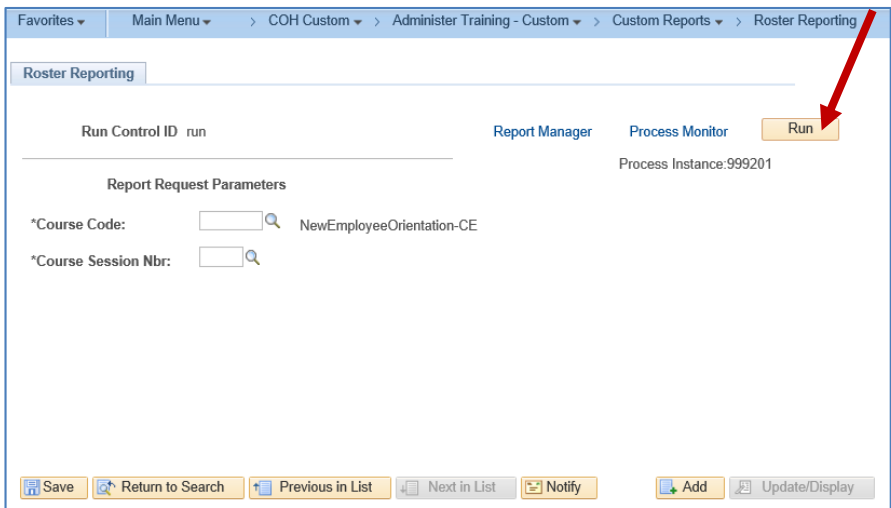 Favorites Main Menu > COH Custom > Administer Training - Custom > Custom Reports > Roster Reporting
Roster Reporting
Run Control ID run Report Manager Process Monitor Run
Process Instance:999201
Report Request Parameters
*Course Code: NewEmployeeOrientation-CE
*Course Session Nbr:
Save Return to Search Previous in List Next in List Notify Add Update/Display